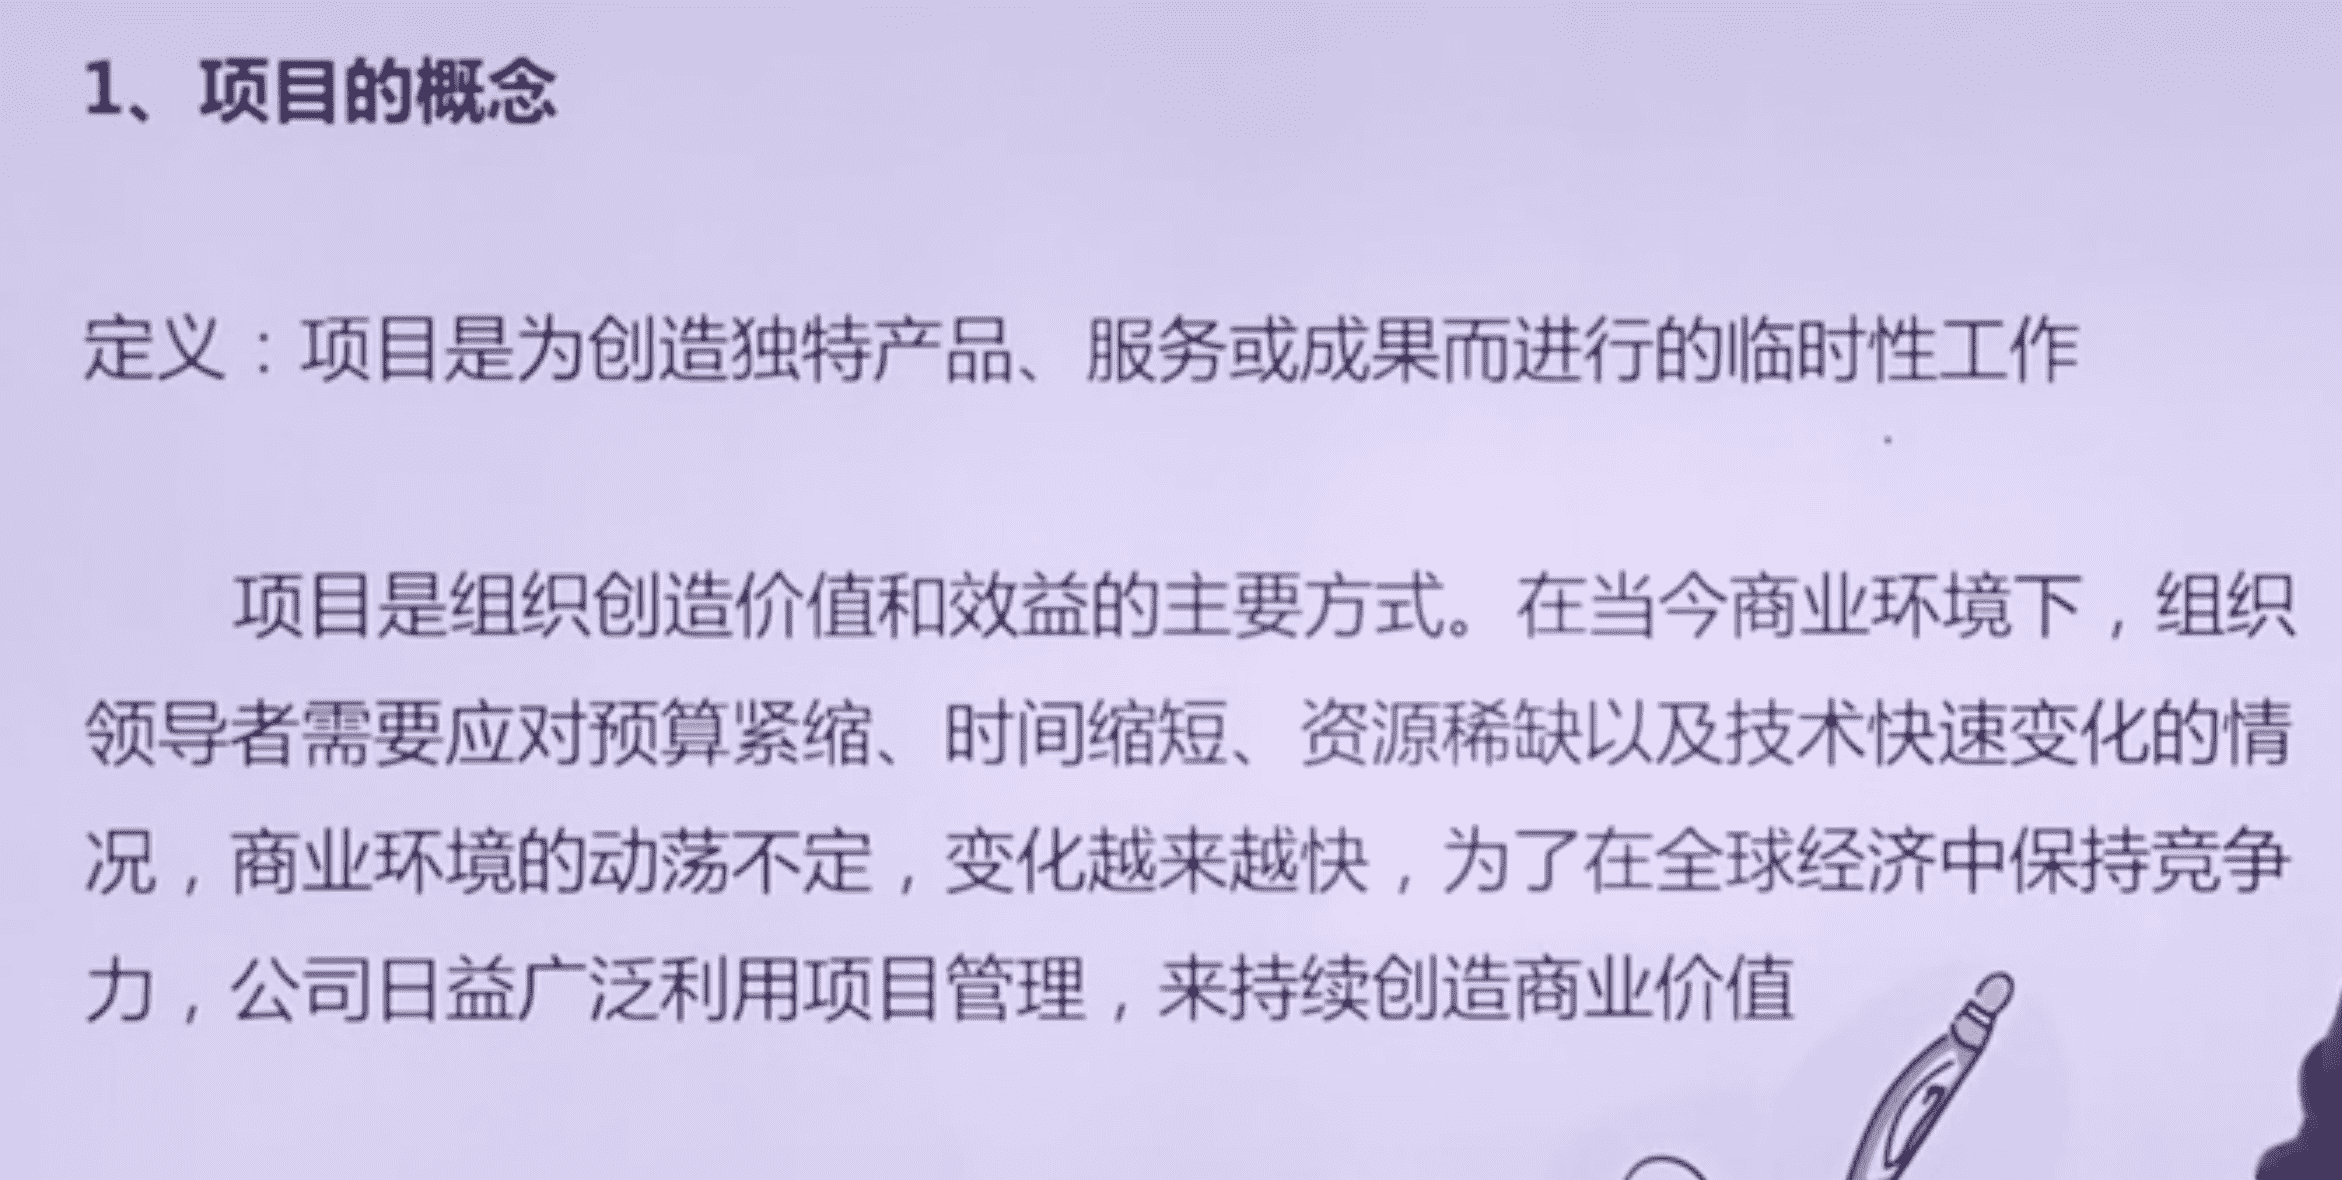 1、项目的概念
定义：项目是为创造独特产品、服务或成果而进行的临时性工作
项目是组织创造价值和效益的主要方式。在当今商业环境下，组织
领导者需要应对预算紧缩、时间缩短、资源稀缺以及技术快速变化的情
况，商业环境的动荡不定，变化越来越快，为了在全球经济中保持竞争
力，公司日益广泛利用项目管理，来持续创造商业价值